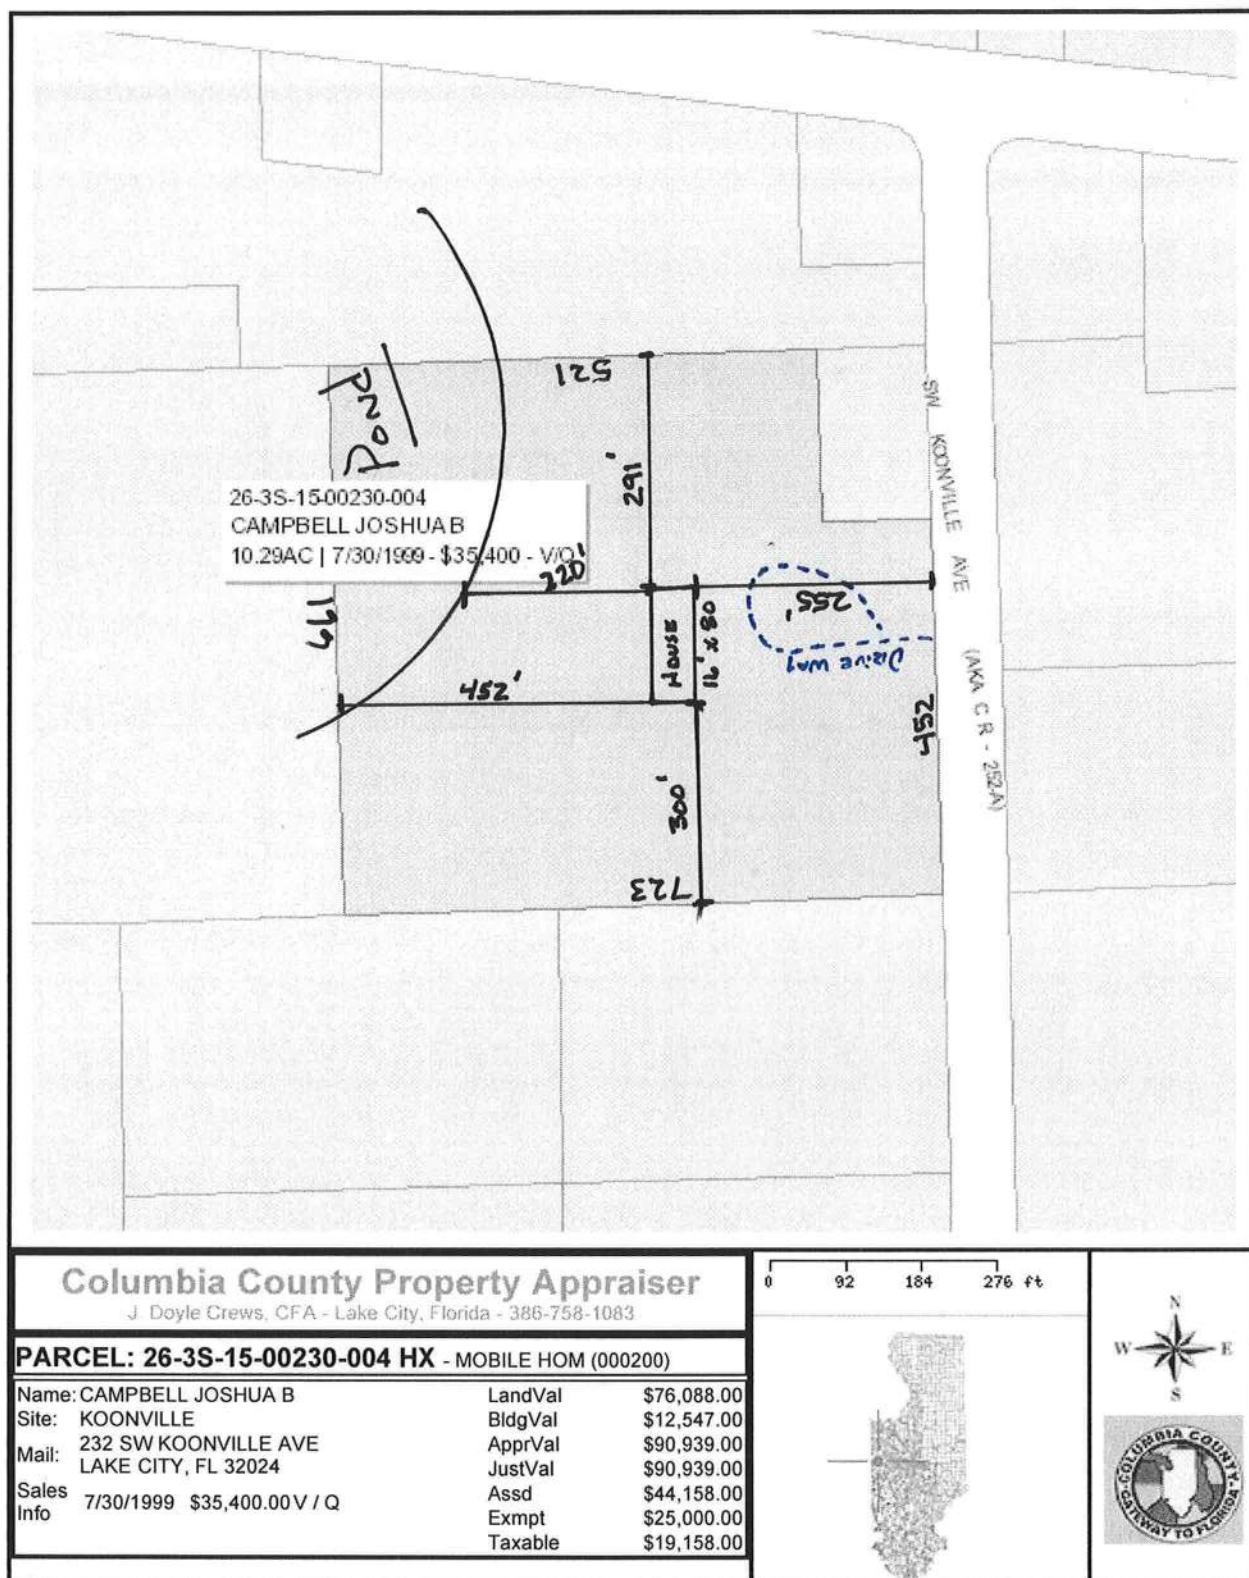 521
PonD
291'
SW KOONVILLE AVE (AKA C R - 252A)
26-3S-15-00230-004
CAMPBELL JOSHUA B
10.29AC | 7/30/1999 - $35,400 - V/Q
220'
255'
661
HOUSE
16' x 80
DRIVE WAY
452'
452
300'
723
Columbia County Property Appraiser
J. Doyle Crews, CFA - Lake City, Florida - 386-758-1083
PARCEL: 26-3S-15-00230-004 HX - MOBILE HOM (000200)
Name: CAMPBELL JOSHUA B
Site: KOONVILLE
Mail: 232 SW KOONVILLE AVE
LAKE CITY, FL 32024
Sales Info 7/30/1999 $35,400.00 V / Q
LandVal $76,088.00
BldgVal $12,547.00
ApprVal $90,939.00
JustVal $90,939.00
Assd $44,158.00
Exmpt $25,000.00
Taxable $19,158.00
0 92 184 276 ft
N
W E
S
COLUMBIA COUNTY
GATEWAY TO FLORIDA